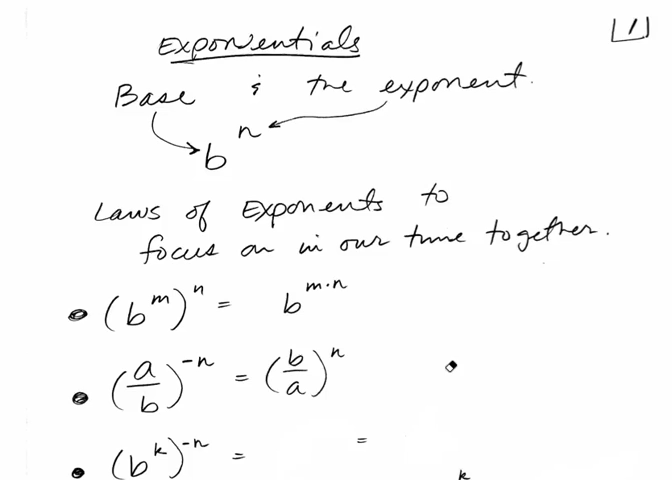 Exponentials
1
Base & the exponent.
b^n
Laws of Exponents to
focus on in our time together.
• (b^m)^n = b^{m·n}
• (a/b)^{-n} = (b/a)^n
• (b^k)^{-n} = =
k